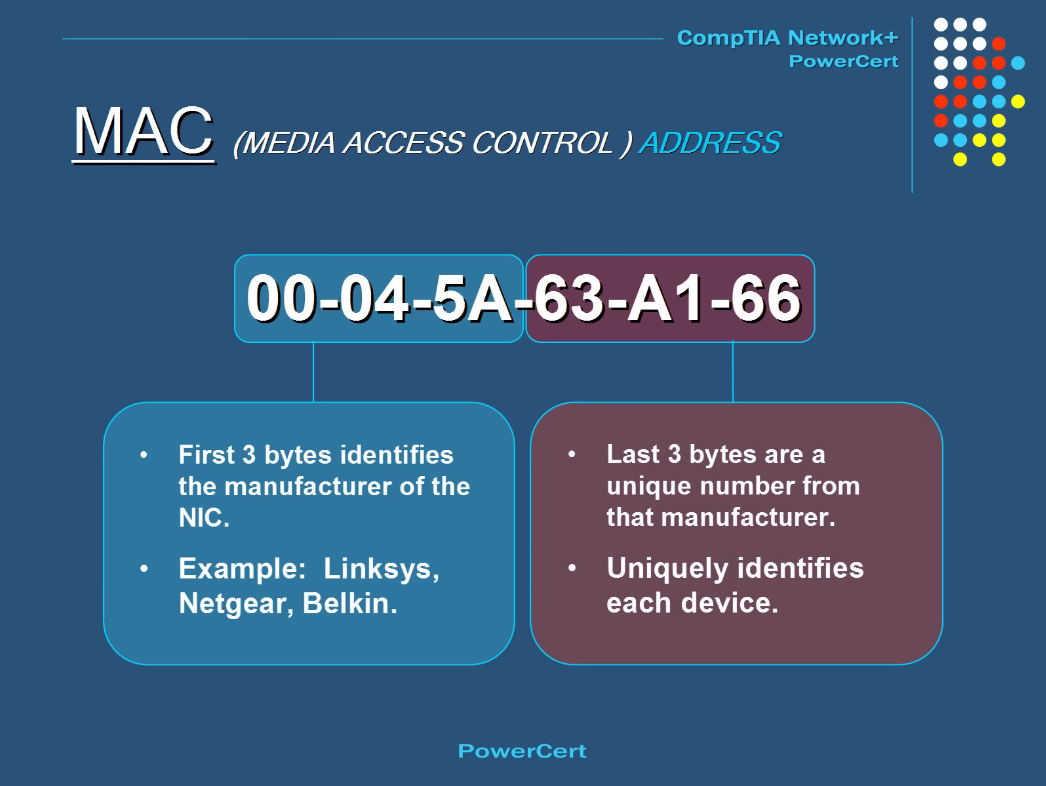 CompTIA Network+
PowerCert
MAC (MEDIA ACCESS CONTROL ) ADDRESS
00-04-5A-63-A1-66
• First 3 bytes identifies
the manufacturer of the
NIC.
• Example:  Linksys,
Netgear, Belkin.
• Last 3 bytes are a
unique number from
that manufacturer.
• Uniquely identifies
each device.
PowerCert